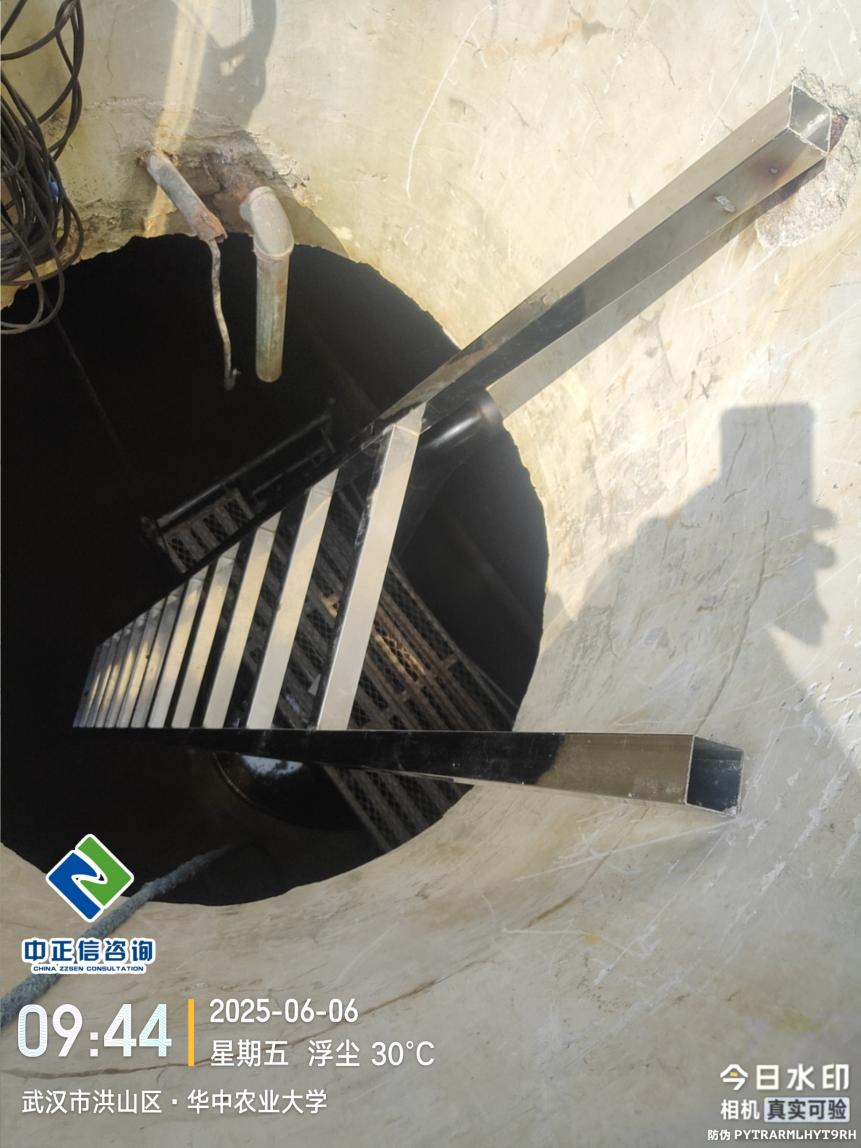 中正信咨询
CHINA ZZSEN CONSULTATION
09:44
2025-06-06
星期五 浮尘 30°C
武汉市洪山区·华中农业大学
今日水印
相机 真实可验
防伪 PYTRARMLHYT9RH